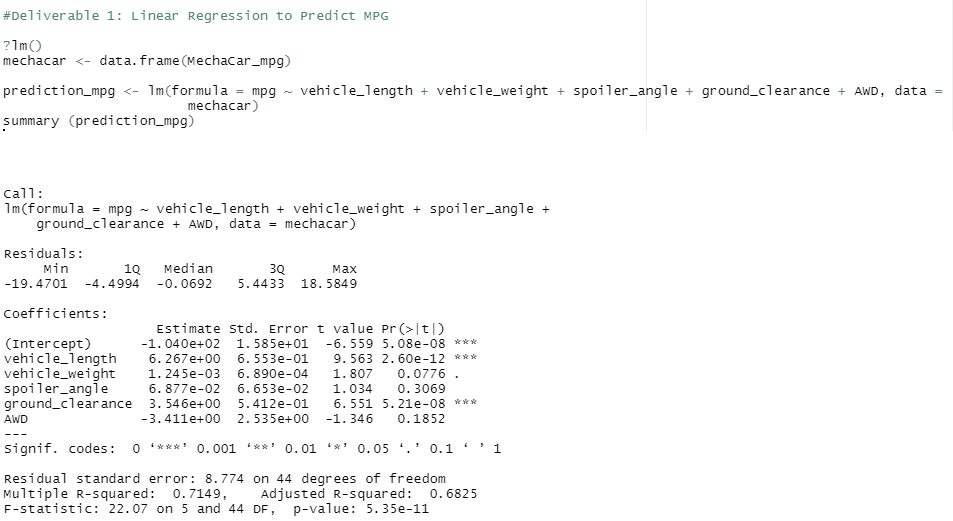 #Deliverable 1: Linear Regression to Predict MPG
?lm()
mechacar <- data.frame(MechaCar_mpg)
prediction_mpg <- lm(formula = mpg ~ vehicle_length + vehicle_weight + spoiler_angle + ground_clearance + AWD, data =
mechacar)
summary (prediction_mpg)
Call:
lm(formula = mpg ~ vehicle_length + vehicle_weight + spoiler_angle +
ground_clearance + AWD, data = mechacar)
Residuals:
Min 1Q Median 3Q Max
-19.4701 -4.4994 -0.0692 5.4433 18.5849
Coefficients:
Estimate Std. Error t value Pr(>|t|)
(Intercept) -1.040e+02 1.585e+01 -6.559 5.08e-08 ***
vehicle_length 6.267e+00 6.553e-01 9.563 2.60e-12 ***
vehicle_weight 1.245e-03 6.890e-04 1.807 0.0776 .
spoiler_angle 6.877e-02 6.653e-02 1.034 0.3069
ground_clearance 3.546e+00 5.412e-01 6.551 5.21e-08 ***
AWD -3.411e+00 2.535e+00 -1.346 0.1852
---
Signif. codes: 0 ‘***’ 0.001 ‘**’ 0.01 ‘*’ 0.05 ‘.’ 0.1 ‘ ’ 1
Residual standard error: 8.774 on 44 degrees of freedom
Multiple R-squared: 0.7149, Adjusted R-squared: 0.6825
F-statistic: 22.07 on 5 and 44 DF, p-value: 5.35e-11